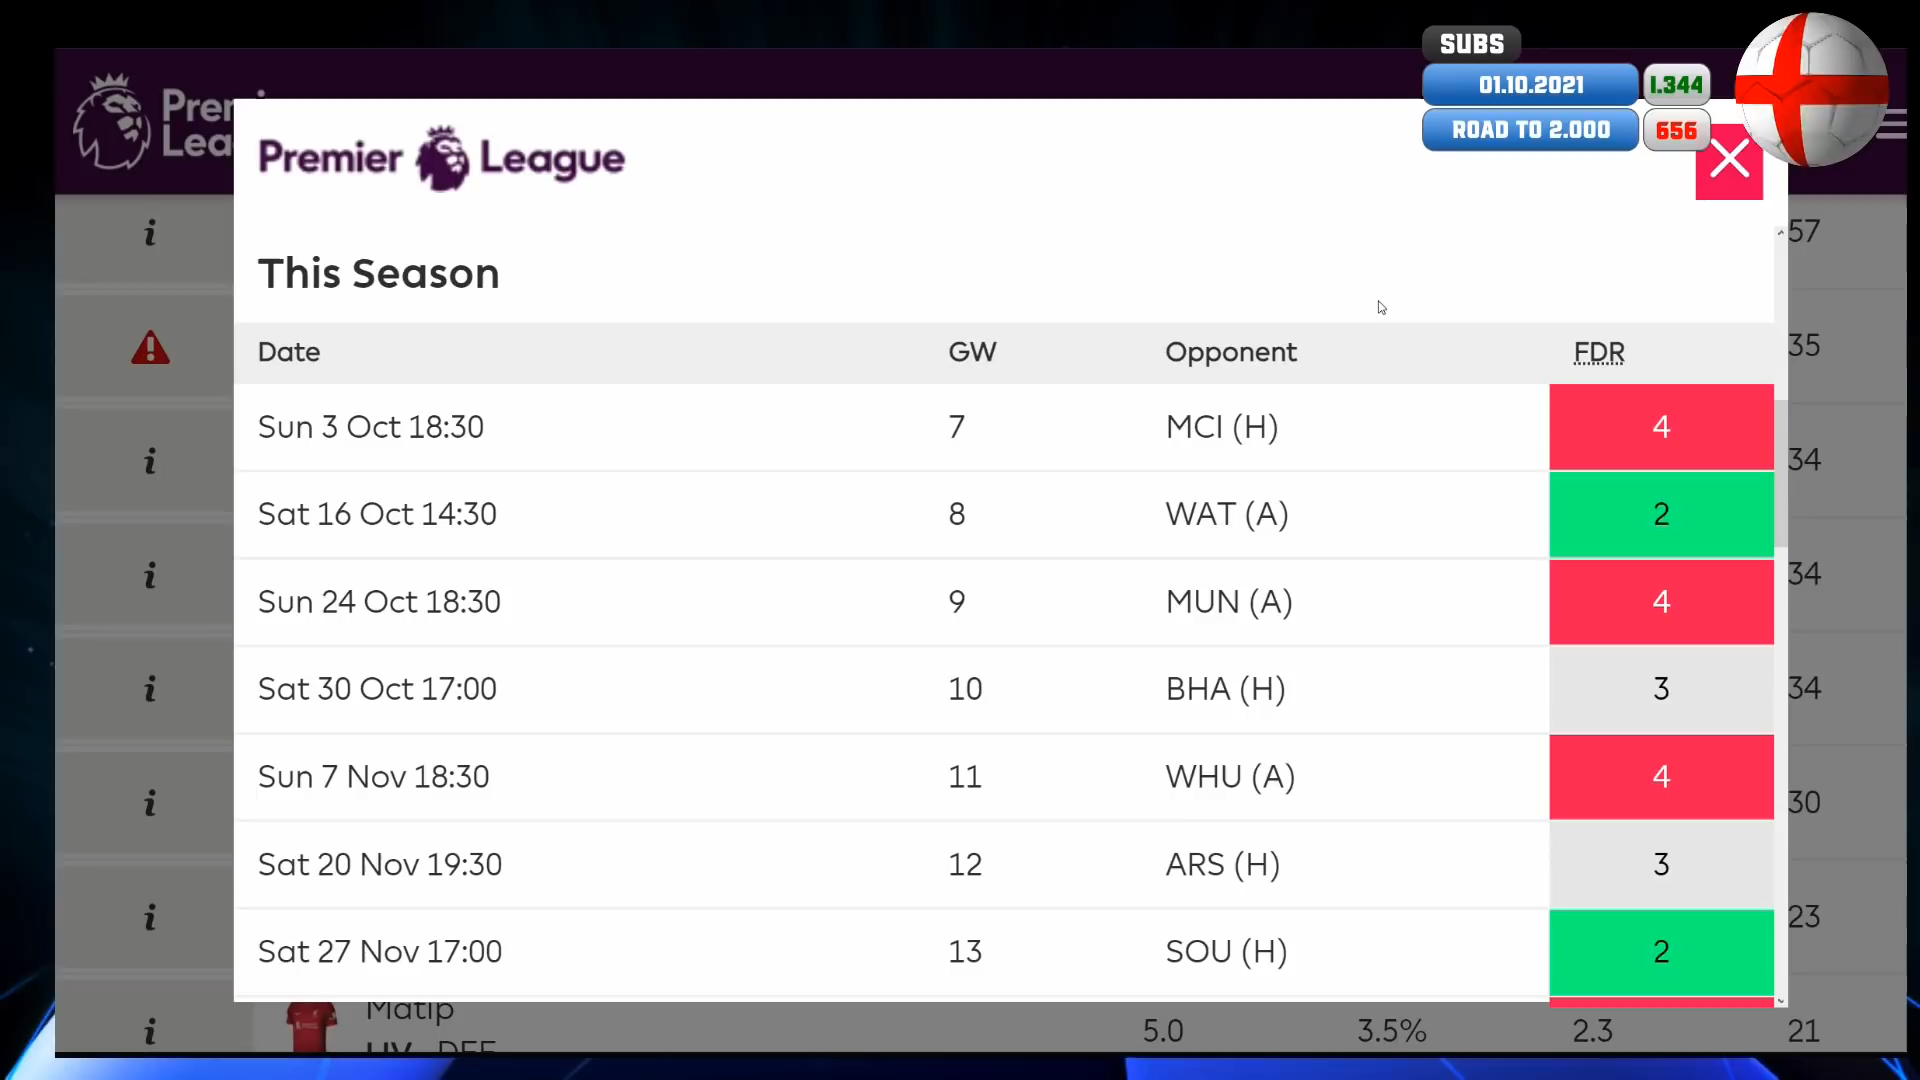 SUBS
01.10.2021 1.344
ROAD TO 2.000 656
Premier League
This Season
Date GW Opponent FDR
Sun 3 Oct 18:30 7 MCI (H) 4
Sat 16 Oct 14:30 8 WAT (A) 2
Sun 24 Oct 18:30 9 MUN (A) 4
Sat 30 Oct 17:00 10 BHA (H) 3
Sun 7 Nov 18:30 11 WHU (A) 4
Sat 20 Nov 19:30 12 ARS (H) 3
Sat 27 Nov 17:00 13 SOU (H) 2
57
35
34
34
34
30
23
Matip
5.0 3.5% 2.3 21